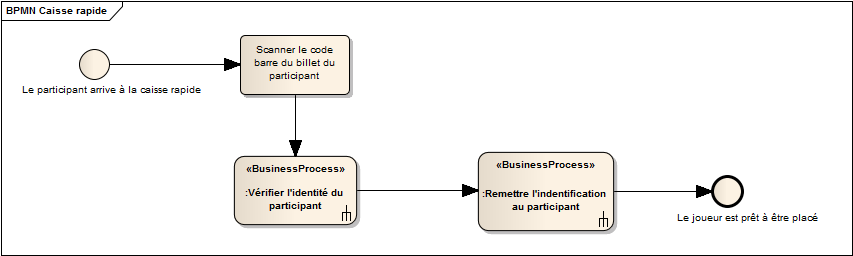 BPMN Caisse rapide
Scanner le code
barre du billet du
participant
Le participant arrive à la caisse rapide
«BusinessProcess»
:Vérifier l'identité du
participant
«BusinessProcess»
:Remettre l'indentification
au participant
Le joueur est prêt à être placé